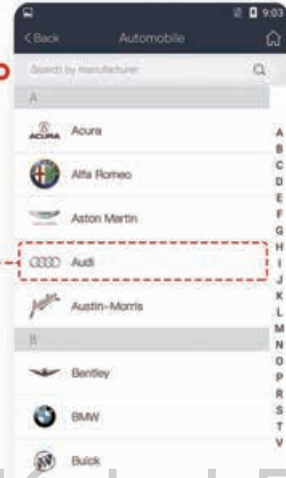 9:03
< Back Automobile
Search by manufacturer
A
ACURA Acura
Alfa Romeo
Aston Martin
Audi
Austin-Morris
B
Bentley
BMW
Buick
A
B
C
D
E
F
G
H
I
J
K
L
M
N
O
P
R
S
T
V